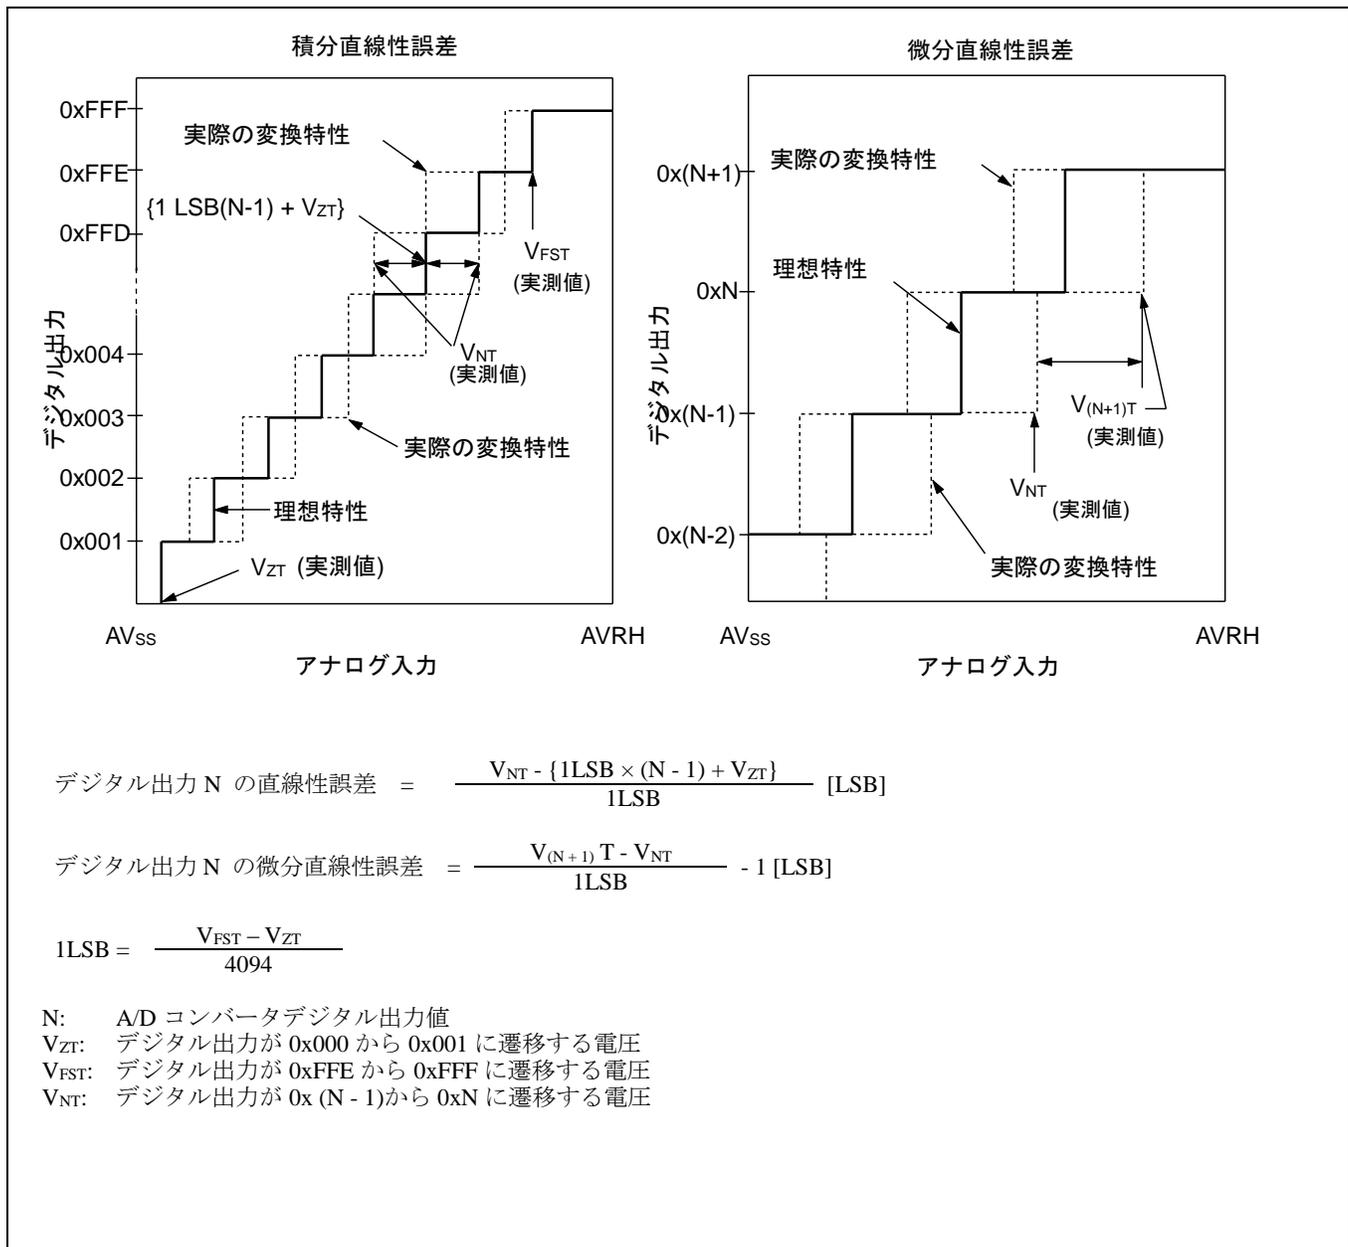 積分直線性誤差
0xFFF
0xFFE
0xFFD
0x004
0x003
0x002
0x001
デジタル出力
実際の変換特性
{1 LSB(N-1) + VZT}
VFST
(実測値)
VNT
(実測値)
実際の変換特性
理想特性
VZT (実測値)
AVSS
AVRH
アナログ入力
微分直線性誤差
0x(N+1)
0xN
0x(N-1)
0x(N-2)
デジタル出力
実際の変換特性
理想特性
V(N+1)T
(実測値)
VNT
(実測値)
実際の変換特性
AVSS
AVRH
アナログ入力
デジタル出力 N の直線性誤差 = VNT - {1LSB × (N - 1) + VZT}
1LSB
[LSB]
デジタル出力 N の微分直線性誤差 = V(N + 1) T - VNT
1LSB
- 1 [LSB]
1LSB = VFST – VZT
4094
N: A/D コンバータデジタル出力値
VZT: デジタル出力が 0x000 から 0x001 に遷移する電圧
VFST: デジタル出力が 0xFFE から 0xFFF に遷移する電圧
VNT: デジタル出力が 0x (N - 1)から 0xN に遷移する電圧